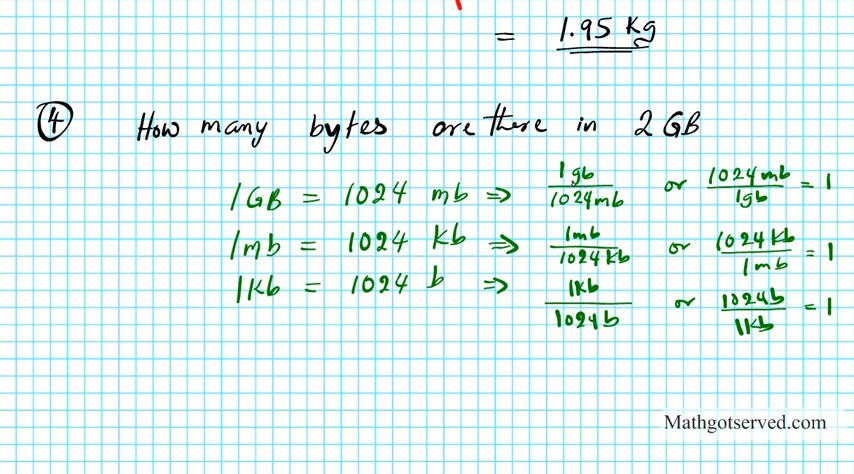 = 1.95 Kg
④ How many bytes are there in 2 GB
1GB = 1024 mb ⇒ 1gb/1024mb or 1024mb/1gb = 1
1mb = 1024 kb ⇒ 1mb/1024kb or 1024kb/1mb = 1
1Kb = 1024 b ⇒ 1kb/1024b or 1024b/1kb = 1
Mathgotserved.com